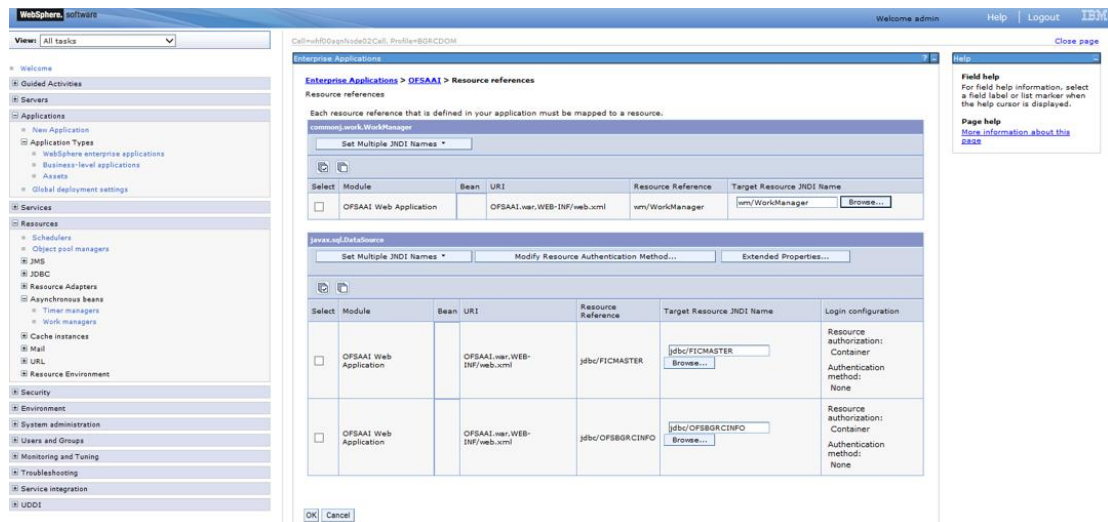 WebSphere. software
Welcome admin
Help | Logout
IBM
View: All tasks
Welcome
Guided Activities
Servers
Applications
New Application
Application Types
WebSphere enterprise applications
Business-level applications
Assets
Global deployment settings
Services
Resources
Schedulers
Object pool managers
JMS
JDBC
Resource Adapters
Asynchronous beans
Timer managers
Work managers
Cache instances
Mail
URL
Resource Environment
Security
Environment
System administration
Users and Groups
Monitoring and Tuning
Troubleshooting
Service integration
UDDI
Profile=BGRCDOM
Close page
Enterprise Applications
Enterprise Applications > OFSAAI > Resource references
Resource references
Each resource reference that is defined in your application must be mapped to a resource.
commonj.work.WorkManager
Set Multiple JNDI Names
Select Module Bean URI Resource Reference Target Resource JNDI Name
OFSAAI Web Application OFSAAI.war,WEB-INF/web.xml wm/WorkManager wm/WorkManager Browse...
javax.sql.DataSource
Set Multiple JNDI Names Modify Resource Authentication Method... Extended Properties...
Select Module Bean URI Resource Reference Target Resource JNDI Name Login configuration
OFSAAI Web Application OFSAAI.war,WEB-INF/web.xml jdbc/FICMASTER jdbc/FICMASTER Browse...
Resource authorization:
Container
Authentication method:
None
OFSAAI Web Application OFSAAI.war,WEB-INF/web.xml jdbc/OFSBGRCINFO jdbc/OFSBGRCINFO Browse...
Resource authorization:
Container
Authentication method:
None
OK Cancel
Help
Field help
For field help information, select
a field label or list marker when
the help cursor is displayed.
Page help
More information about this
page